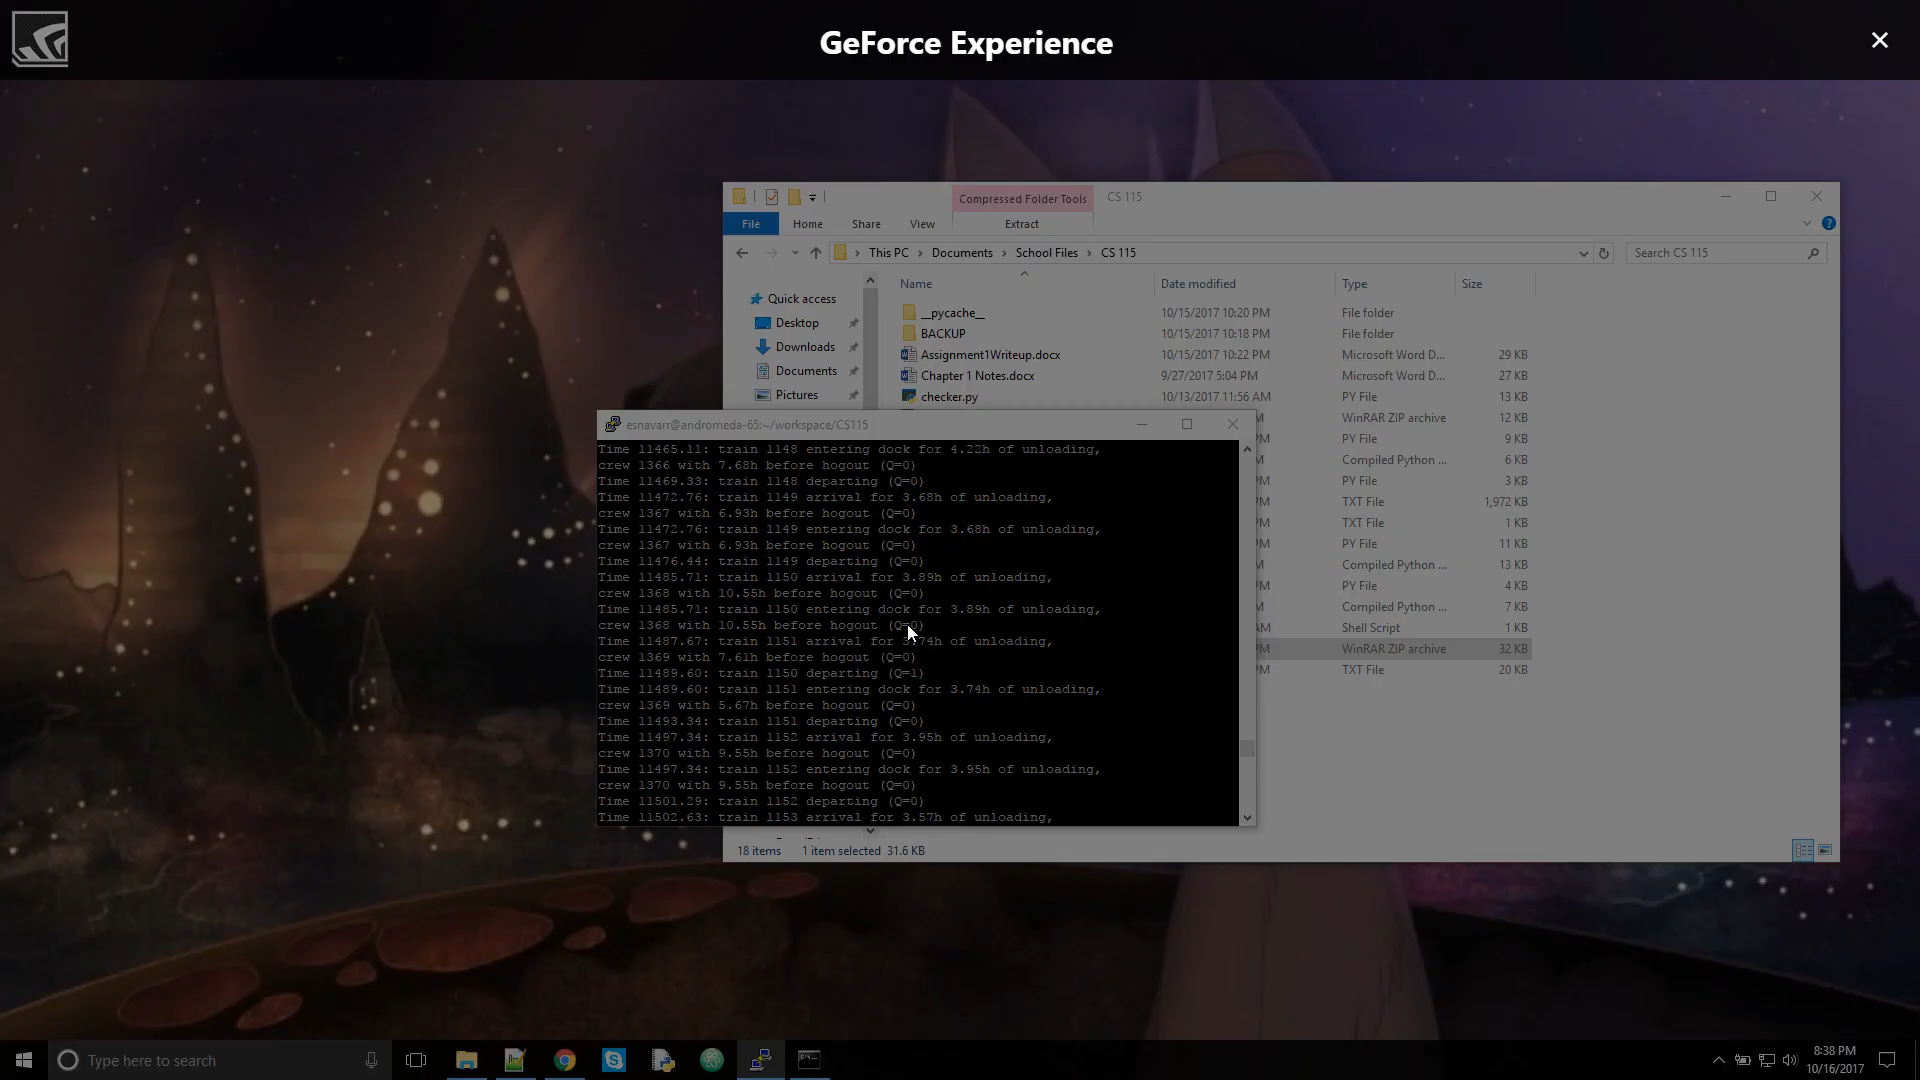 GeForce Experience
Compressed Folder Tools
CS 115
File
Home
Share
View
Extract
This PC > Documents > School Files > CS 115
Search CS 115
Quick access
Desktop
Downloads
Documents
Pictures
Name
Date modified
Type
Size
__pycache__ 10/15/2017 10:20 PM File folder
BACKUP 10/15/2017 10:18 PM File folder
Assignment1Writeup.docx 10/15/2017 10:22 PM Microsoft Word D... 29 KB
Chapter 1 Notes.docx 9/27/2017 5:04 PM Microsoft Word D... 27 KB
checker.py 10/13/2017 11:56 AM PY File 13 KB
WinRAR ZIP archive 12 KB
PY File 9 KB
Compiled Python ... 6 KB
PY File 3 KB
TXT File 1,972 KB
TXT File 1 KB
PY File 11 KB
Compiled Python ... 13 KB
PY File 4 KB
Compiled Python ... 7 KB
Shell Script 1 KB
WinRAR ZIP archive 32 KB
TXT File 20 KB
esnavarr@andromeda-65:~/workspace/CS115
Time 11465.11: train 1148 entering dock for 4.22h of unloading,
crew 1366 with 7.68h before hogout (Q=0)
Time 11469.33: train 1148 departing (Q=0)
Time 11472.76: train 1149 arrival for 3.68h of unloading,
crew 1367 with 6.93h before hogout (Q=0)
Time 11472.76: train 1149 entering dock for 3.68h of unloading,
crew 1367 with 6.93h before hogout (Q=0)
Time 11476.44: train 1149 departing (Q=0)
Time 11485.71: train 1150 arrival for 3.89h of unloading,
crew 1368 with 10.55h before hogout (Q=0)
Time 11485.71: train 1150 entering dock for 3.89h of unloading,
crew 1368 with 10.55h before hogout (Q=0)
Time 11487.67: train 1151 arrival for 3.74h of unloading,
crew 1369 with 7.61h before hogout (Q=0)
Time 11489.60: train 1150 departing (Q=1)
Time 11489.60: train 1151 entering dock for 3.74h of unloading,
crew 1369 with 5.67h before hogout (Q=0)
Time 11493.34: train 1151 departing (Q=0)
Time 11497.34: train 1152 arrival for 3.95h of unloading,
crew 1370 with 9.55h before hogout (Q=0)
Time 11497.34: train 1152 entering dock for 3.95h of unloading,
crew 1370 with 9.55h before hogout (Q=0)
Time 11501.29: train 1152 departing (Q=0)
Time 11502.63: train 1153 arrival for 3.57h of unloading,
18 items
1 item selected 31.6 KB
Type here to search
8:38 PM
10/16/2017